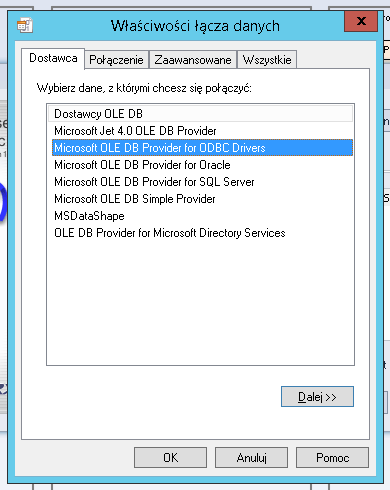 Właściwości łącza danych
x
Dostawca Połączenie Zaawansowane Wszystkie
Wybierz dane, z którymi chcesz się połączyć:
Dostawcy OLE DB
Microsoft Jet 4.0 OLE DB Provider
Microsoft OLE DB Provider for ODBC Drivers
Microsoft OLE DB Provider for Oracle
Microsoft OLE DB Provider for SQL Server
Microsoft OLE DB Simple Provider
MSDataShape
OLE DB Provider for Microsoft Directory Services
Dalej >>
OK Anuluj Pomoc